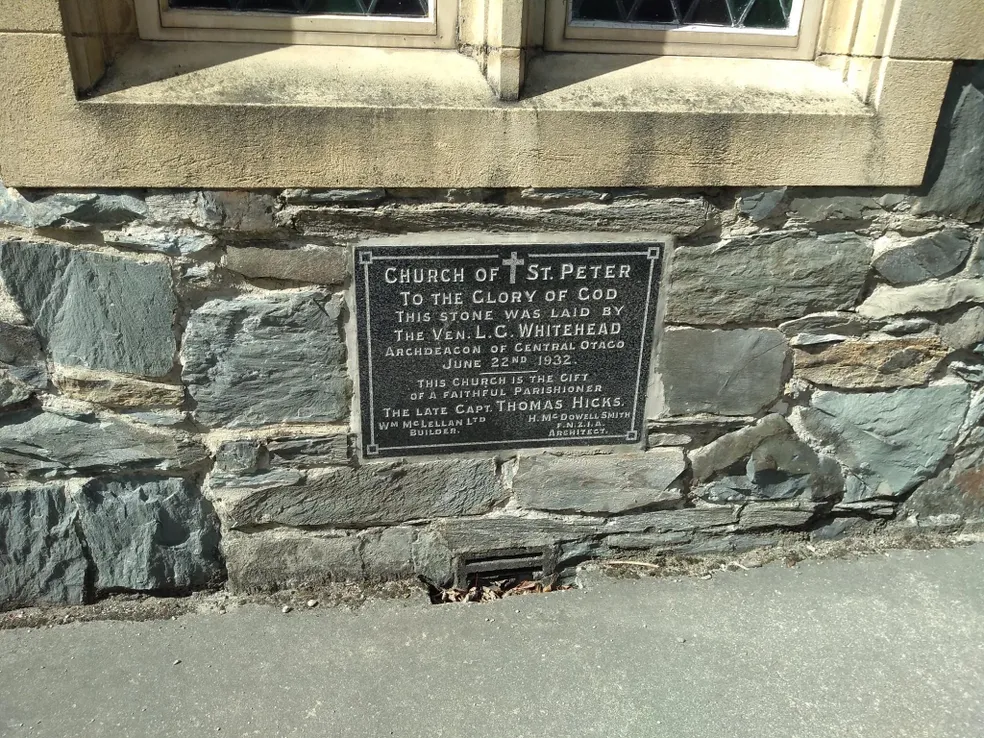 CHURCH OF ST. PETER
TO THE GLORY OF GOD
THIS STONE WAS LAID BY
THE VEN. L.G. WHITEHEAD
ARCHDEACON OF CENTRAL OTAGO
JUNE 22ND 1932.
THIS CHURCH IS THE GIFT
OF A FAITHFUL PARISHIONER
THE LATE CAPT. THOMAS HICKS.
WM MCLELLAN LTD
BUILDER.
H. MCDOWELL SMITH
F.N.Z.I.A.
ARCHITECT.